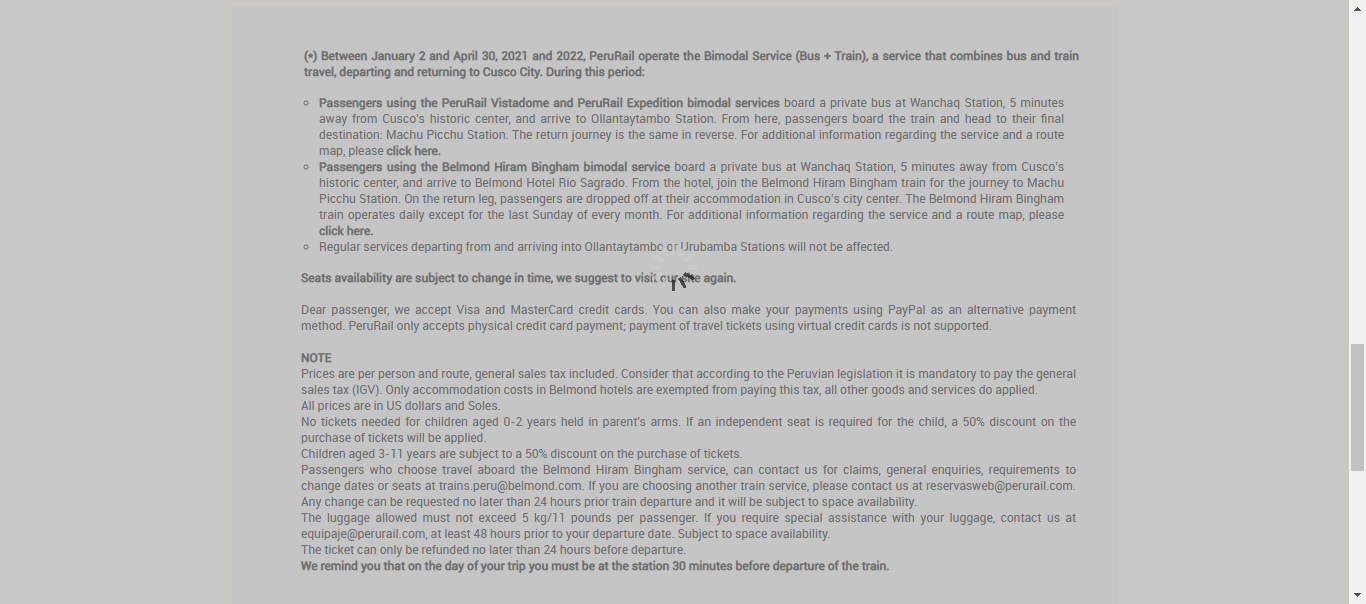 (*) Between January 2 and April 30, 2021 and 2022, PeruRail operate the Bimodal Service (Bus + Train), a service that combines bus and train
travel, departing and returning to Cusco City. During this period:
Passengers using the PeruRail Vistadome and PeruRail Expedition bimodal services board a private bus at Wanchaq Station, 5 minutes
away from Cusco's historic center, and arrive to Ollantaytambo Station. From here, passengers board the train and head to their final
destination: Machu Picchu Station. The return journey is the same in reverse. For additional information regarding the service and a route
map, please click here.
Passengers using the Belmond Hiram Bingham bimodal service board a private bus at Wanchaq Station, 5 minutes away from Cusco's
historic center, and arrive to Belmond Hotel Rio Sagrado. From the hotel, join the Belmond Hiram Bingham train for the journey to Machu
Picchu Station. On the return leg, passengers are dropped off at their accommodation in Cusco's city center. The Belmond Hiram Bingham
train operates daily except for the last Sunday of every month. For additional information regarding the service and a route map, please
click here.
Regular services departing from and arriving into Ollantaytambo or Urubamba Stations will not be affected.
Seats availability are subject to change in time, we suggest to visit our site again.
Dear passenger, we accept Visa and MasterCard credit cards. You can also make your payments using PayPal as an alternative payment
method. PeruRail only accepts physical credit card payment; payment of travel tickets using virtual credit cards is not supported.
NOTE
Prices are per person and route, general sales tax included. Consider that according to the Peruvian legislation it is mandatory to pay the general
sales tax (IGV). Only accommodation costs in Belmond hotels are exempted from paying this tax, all other goods and services do applied.
All prices are in US dollars and Soles.
No tickets needed for children aged 0-2 years held in parent's arms. If an independent seat is required for the child, a 50% discount on the
purchase of tickets will be applied.
Children aged 3-11 years are subject to a 50% discount on the purchase of tickets.
Passengers who choose travel aboard the Belmond Hiram Bingham service, can contact us for claims, general enquiries, requirements to
change dates or seats at trains.peru@belmond.com. If you are choosing another train service, please contact us at reservasweb@perurail.com.
Any change can be requested no later than 24 hours prior train departure and it will be subject to space availability.
The luggage allowed must not exceed 5 kg/11 pounds per passenger. If you require special assistance with your luggage, contact us at
equipaje@perurail.com, at least 48 hours prior to your departure date. Subject to space availability.
The ticket can only be refunded no later than 24 hours before departure.
We remind you that on the day of your trip you must be at the station 30 minutes before departure of the train.